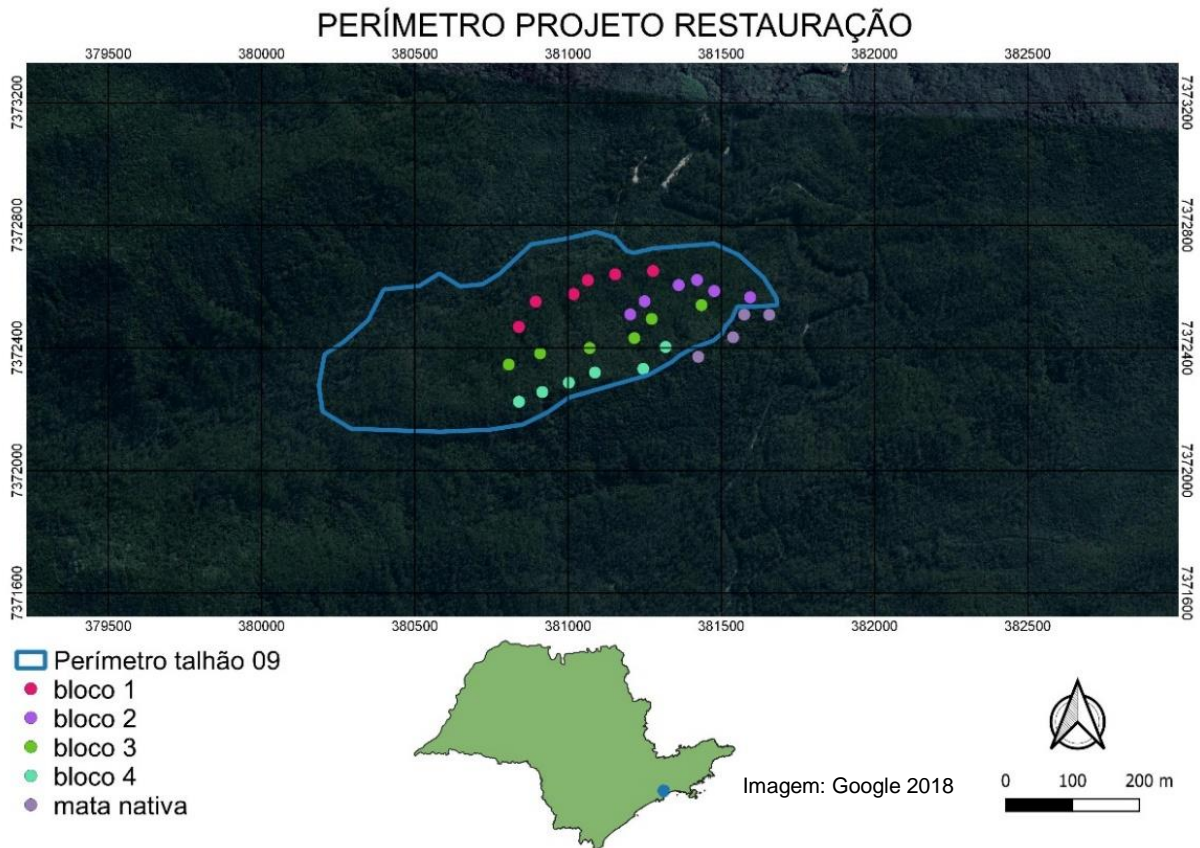 PERÍMETRO PROJETO RESTAURAÇÃO
379500 380000 380500 381000 381500 382000 382500
7373200 7373200
7372800 7372800
7372400 7372400
7372000 7372000
7371600 7371600
379500 380000 380500 381000 381500 382000 382500
Perímetro talhão 09
bloco 1
bloco 2
bloco 3
bloco 4
mata nativa
Imagem: Google 2018
0 100 200 m